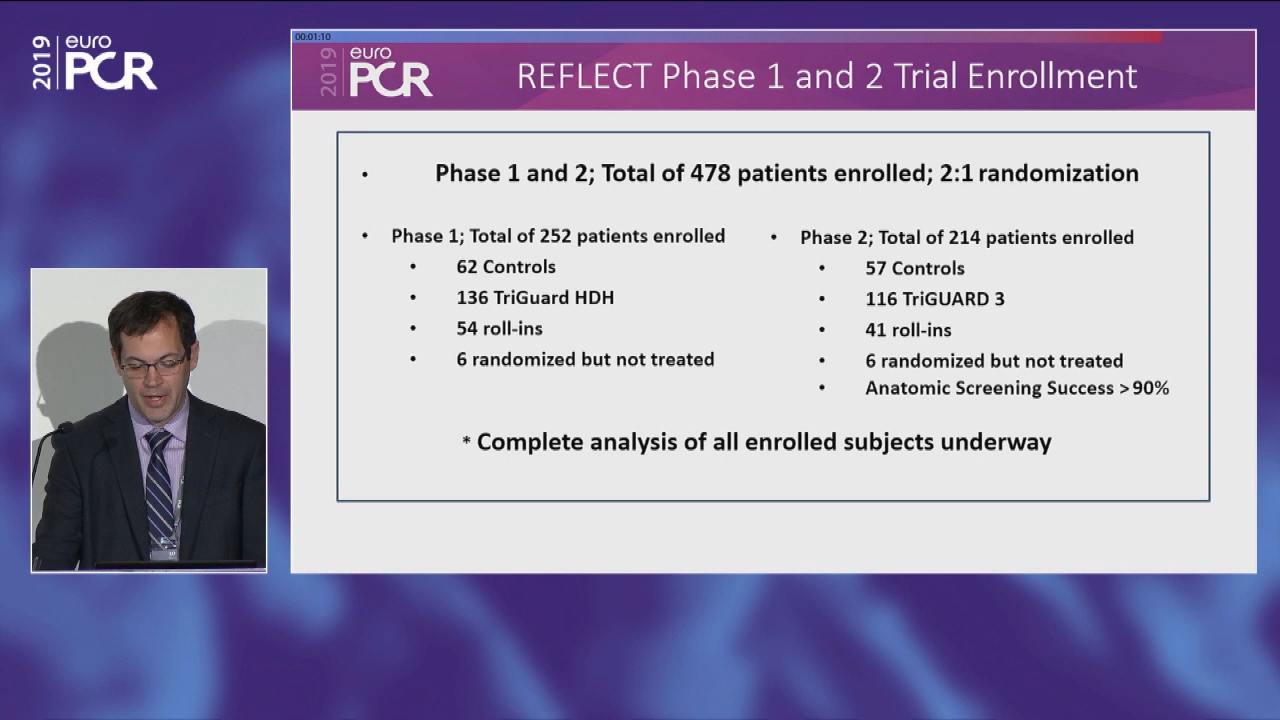 2019 euro PCR
00:01:10
2019 euro PCR
REFLECT Phase 1 and 2 Trial Enrollment
• Phase 1 and 2; Total of 478 patients enrolled; 2:1 randomization
• Phase 1; Total of 252 patients enrolled
• 62 Controls
• 136 TriGuard HDH
• 54 roll-ins
• 6 randomized but not treated
• Phase 2; Total of 214 patients enrolled
• 57 Controls
• 116 TriGUARD 3
• 41 roll-ins
• 6 randomized but not treated
• Anatomic Screening Success >90%
* Complete analysis of all enrolled subjects underway